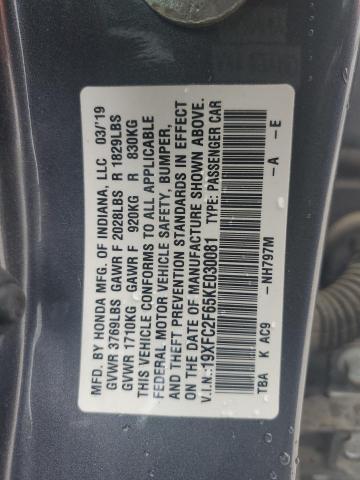 MFD. BY HONDA OF INDIANA, LLC 03/'19
GVWR 3769LBS GAWR F 2028LBS R 1829LBS
GVWR 1710KG GAWR F 920KG R 830KG
THIS VEHICLE CONFORMS TO ALL APPLICABLE
FEDERAL MOTOR VEHICLE SAFETY, BUMPER,
AND THEFT PREVENTION STANDARDS IN EFFECT
ON THE DATE OF MANUFACTURE SHOWN ABOVE.
V.I.N.:19XFC2F65KE030081 TYPE: PASSENGER CAR
-NH797M -A -E
TBA K AC9